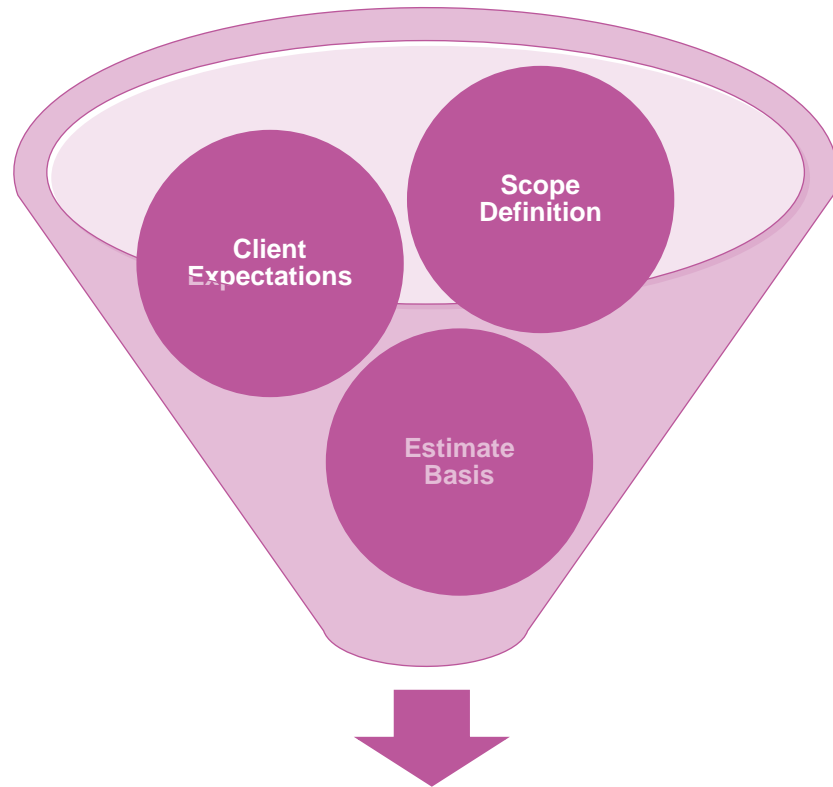 Scope
Definition
Client
Expectations
Estimate
Basis